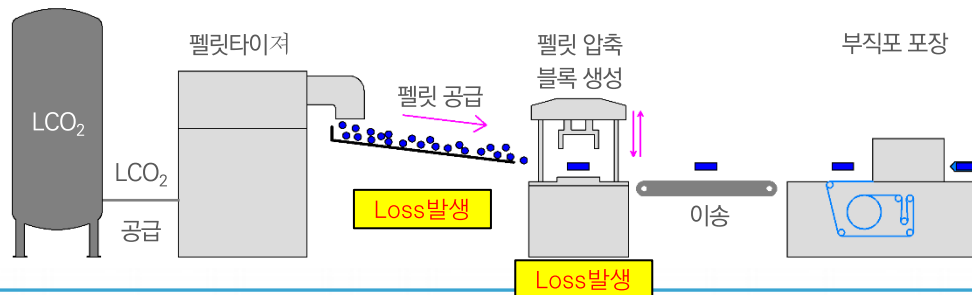 LCO₂
LCO₂
공급
펠릿타이져
펠릿 공급
Loss발생
펠릿 압축
블록 생성
Loss발생
이송
부직포 포장